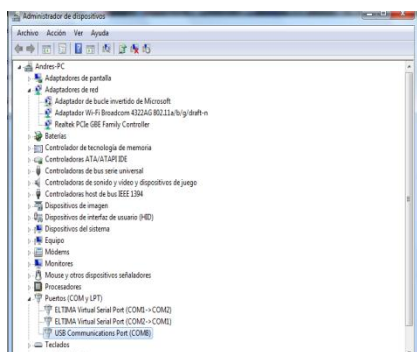 Administrador de dispositivos
Archivo Acción Ver Ayuda
Andres-PC
Adaptadores de pantalla
Adaptadores de red
Adaptador de bucle invertido de Microsoft
Adaptador Wi-Fi Broadcom 4322AG 802.11a/b/g/draft-n
Realtek PCIe GBE Family Controller
Baterías
Controlador de tecnología de memoria
Controladores ATA/ATAPI IDE
Controladoras de bus serie universal
Controladoras de sonido y vídeo y dispositivos de juego
Controladoras host de bus IEEE 1394
Dispositivos de imagen
Dispositivos de interfaz de usuario (HID)
Dispositivos del sistema
Equipo
Módems
Monitores
Mouse y otros dispositivos señaladores
Procesadores
Puertos (COM y LPT)
ELTIMA Virtual Serial Port (COM1->COM2)
ELTIMA Virtual Serial Port (COM2->COM1)
USB Communications Port (COM8)
Teclados